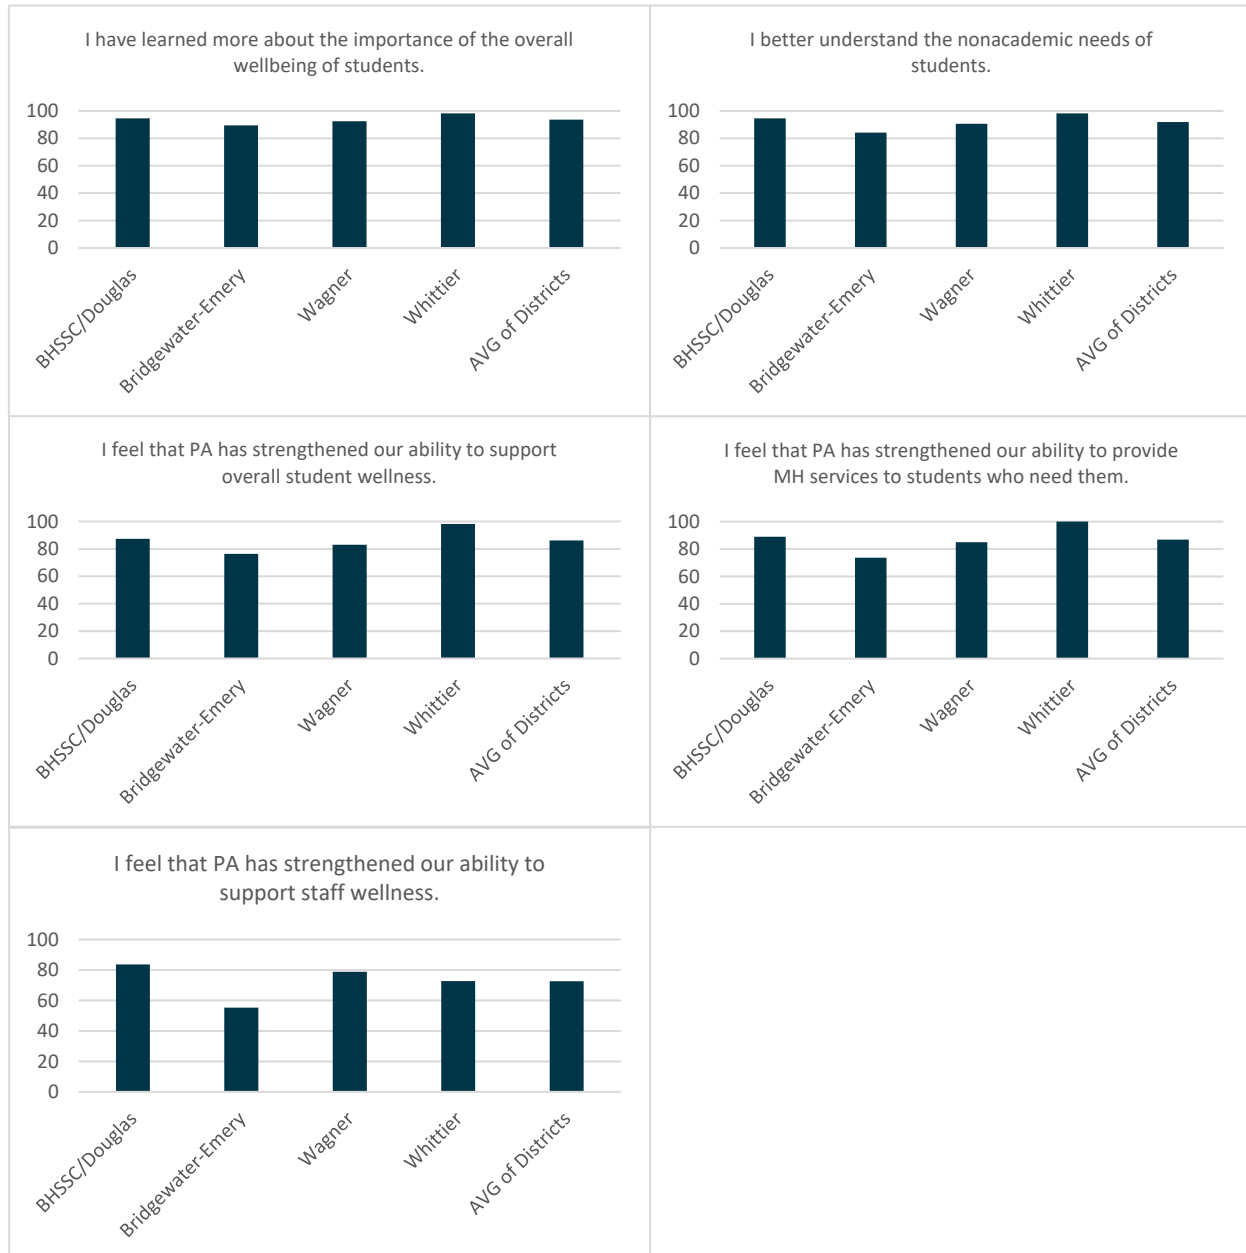 I have learned more about the importance of the overall
wellbeing of students.
100
80
60
40
20
0
BHSSC/Douglas
Bridgewater-Emery
Wagner
Whittier
AVG of Districts
I better understand the nonacademic needs of
students.
100
80
60
40
20
0
BHSSC/Douglas
Bridgewater-Emery
Wagner
Whittier
AVG of Districts
I feel that PA has strengthened our ability to support
overall student wellness.
100
80
60
40
20
0
BHSSC/Douglas
Bridgewater-Emery
Wagner
Whittier
AVG of Districts
I feel that PA has strengthened our ability to provide
MH services to students who need them.
100
80
60
40
20
0
BHSSC/Douglas
Bridgewater-Emery
Wagner
Whittier
AVG of Districts
I feel that PA has strengthened our ability to
support staff wellness.
100
80
60
40
20
0
BHSSC/Douglas
Bridgewater-Emery
Wagner
Whittier
AVG of Districts